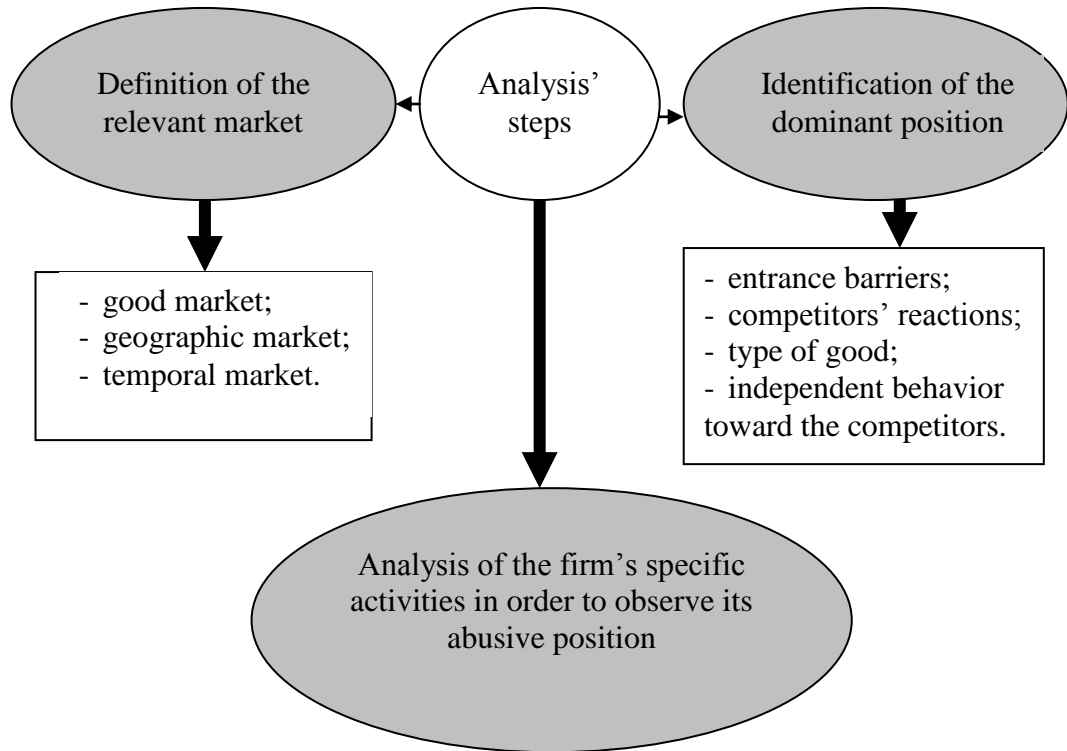 Definition of the
relevant market
Analysis’
steps
Identification of the
dominant position
- good market;
- geographic market;
- temporal market.
- entrance barriers;
- competitors’ reactions;
- type of good;
- independent behavior
toward the competitors.
Analysis of the firm’s specific
activities in order to observe its
abusive position